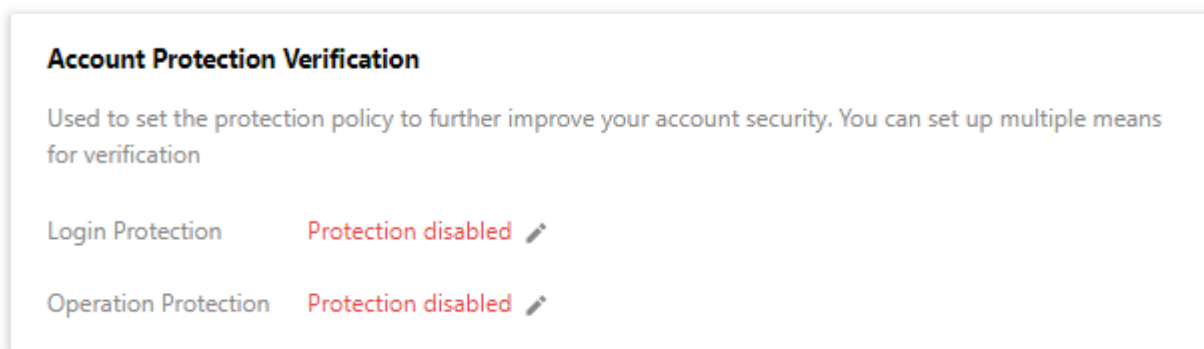 Account Protection Verification
Used to set the protection policy to further improve your account security. You can set up multiple means
for verification
Login Protection Protection disabled
Operation Protection Protection disabled